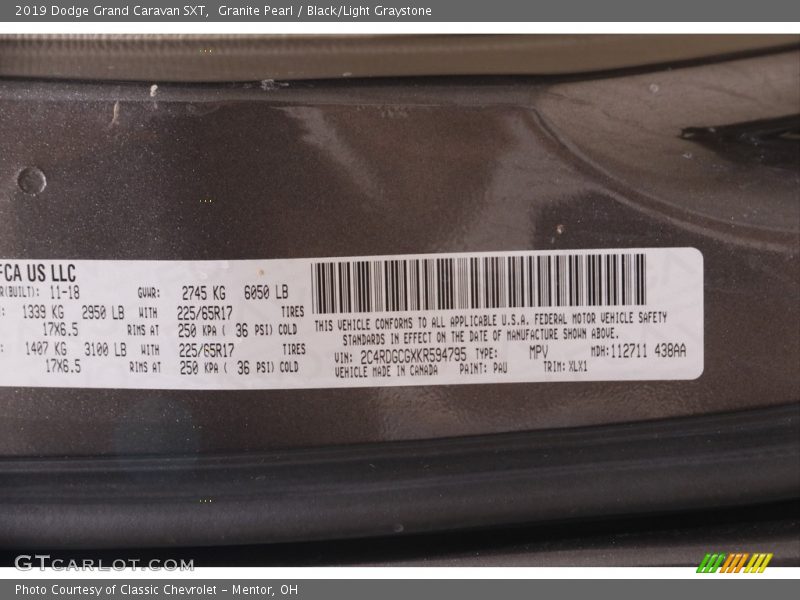 2019 Dodge Grand Caravan SXT, Granite Pearl / Black/Light Graystone
FCA US LLC
R(BUILT): 11-18 GVWR: 2745 KG 6050 LB
: 1339 KG 2950 LB WITH 225/65R17 TIRES
17X6.5 RIMS AT 250 KPA ( 36 PSI) COLD
: 1407 KG 3100 LB WITH 225/65R17 TIRES
17X6.5 RIMS AT 250 KPA ( 36 PSI) COLD
THIS VEHICLE CONFORMS TO ALL APPLICABLE U.S.A. FEDERAL MOTOR VEHICLE SAFETY
STANDARDS IN EFFECT ON THE DATE OF MANUFACTURE SHOWN ABOVE.
VIN: 2C4RDGCGXKR594795 TYPE: MPV MDH:112711 438AA
VEHICLE MADE IN CANADA PAINT: PAU TRIM: XLX1
GTCARLOT.COM
Photo Courtesy of Classic Chevrolet - Mentor, OH